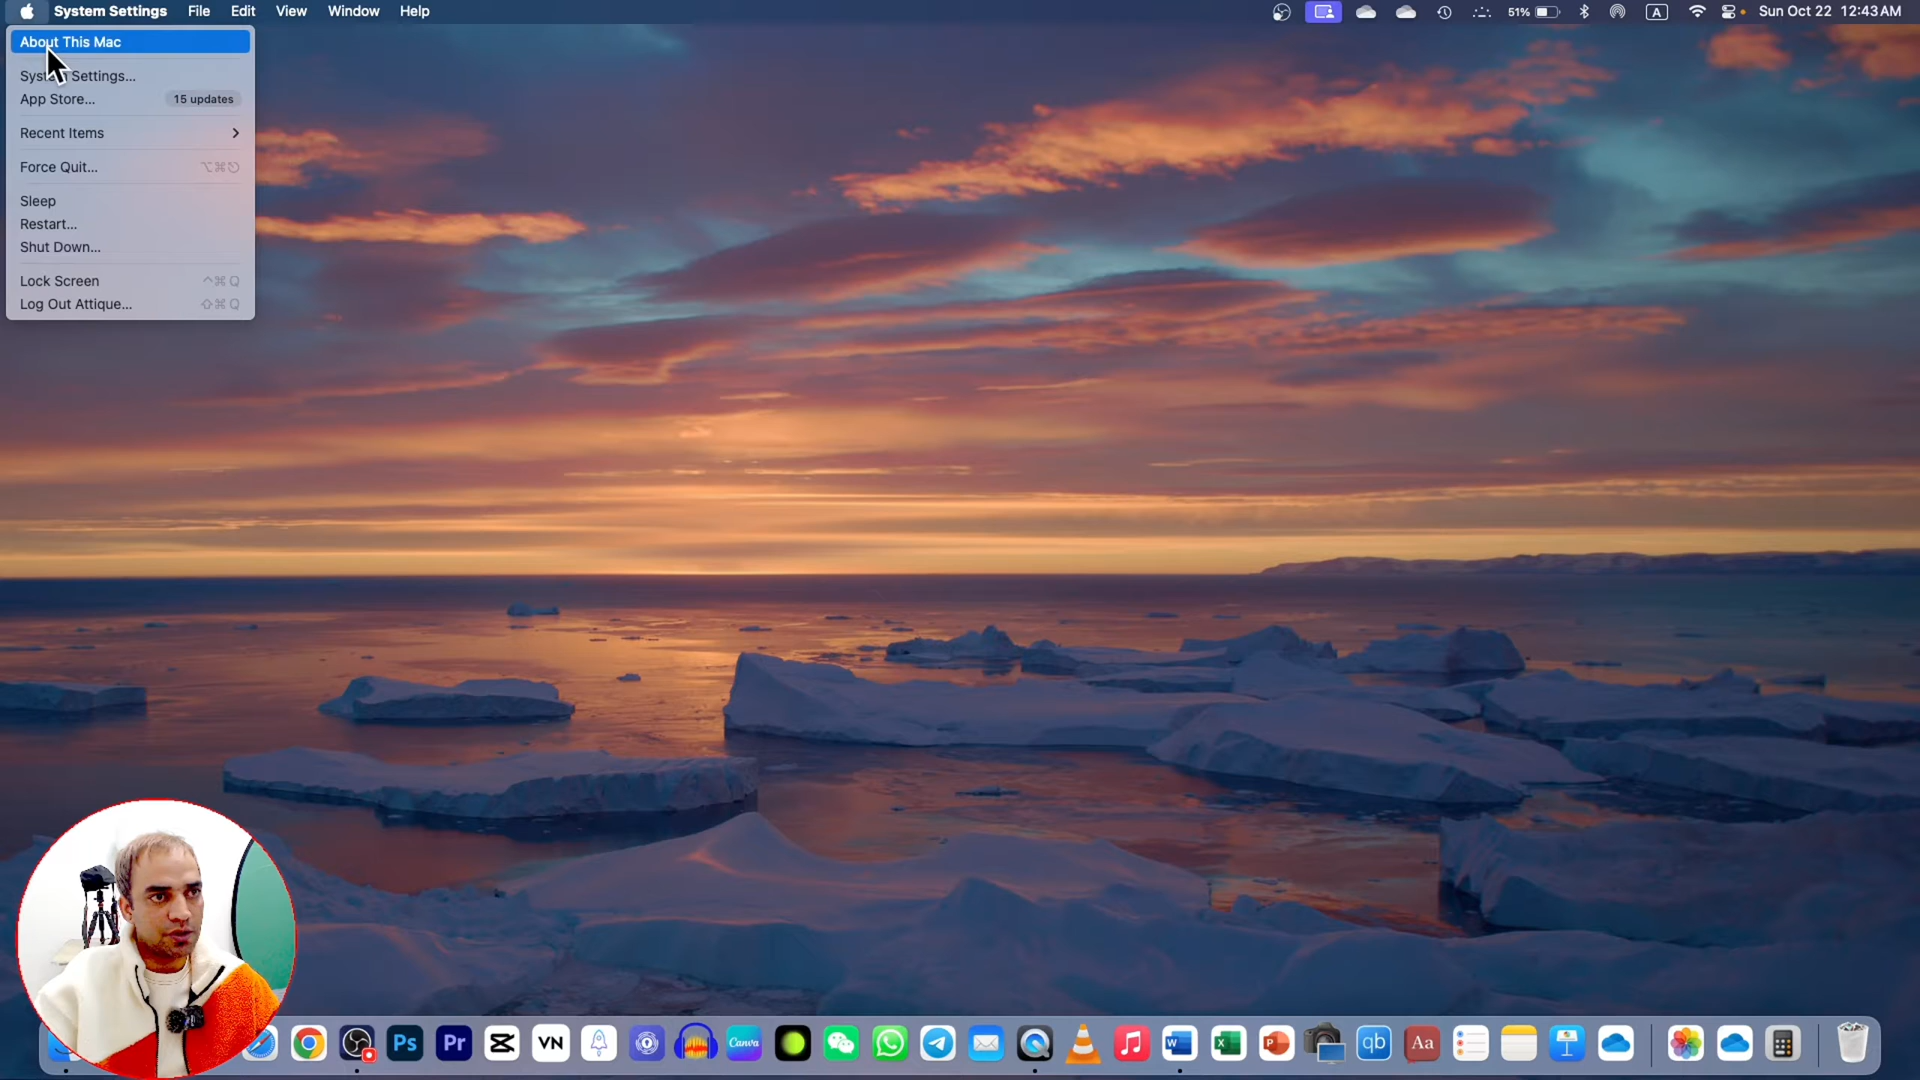 System Settings File Edit View Window Help 51% A Sun Oct 22 12:43 AM
About This Mac
System Settings...
App Store... 15 updates
Recent Items
Force Quit... ⌥⌘⎋
Sleep
Restart...
Shut Down...
Lock Screen ^⌘Q
Log Out Attique... ⇧⌘Q
Ps Pr VN Canva W X P qb Aa